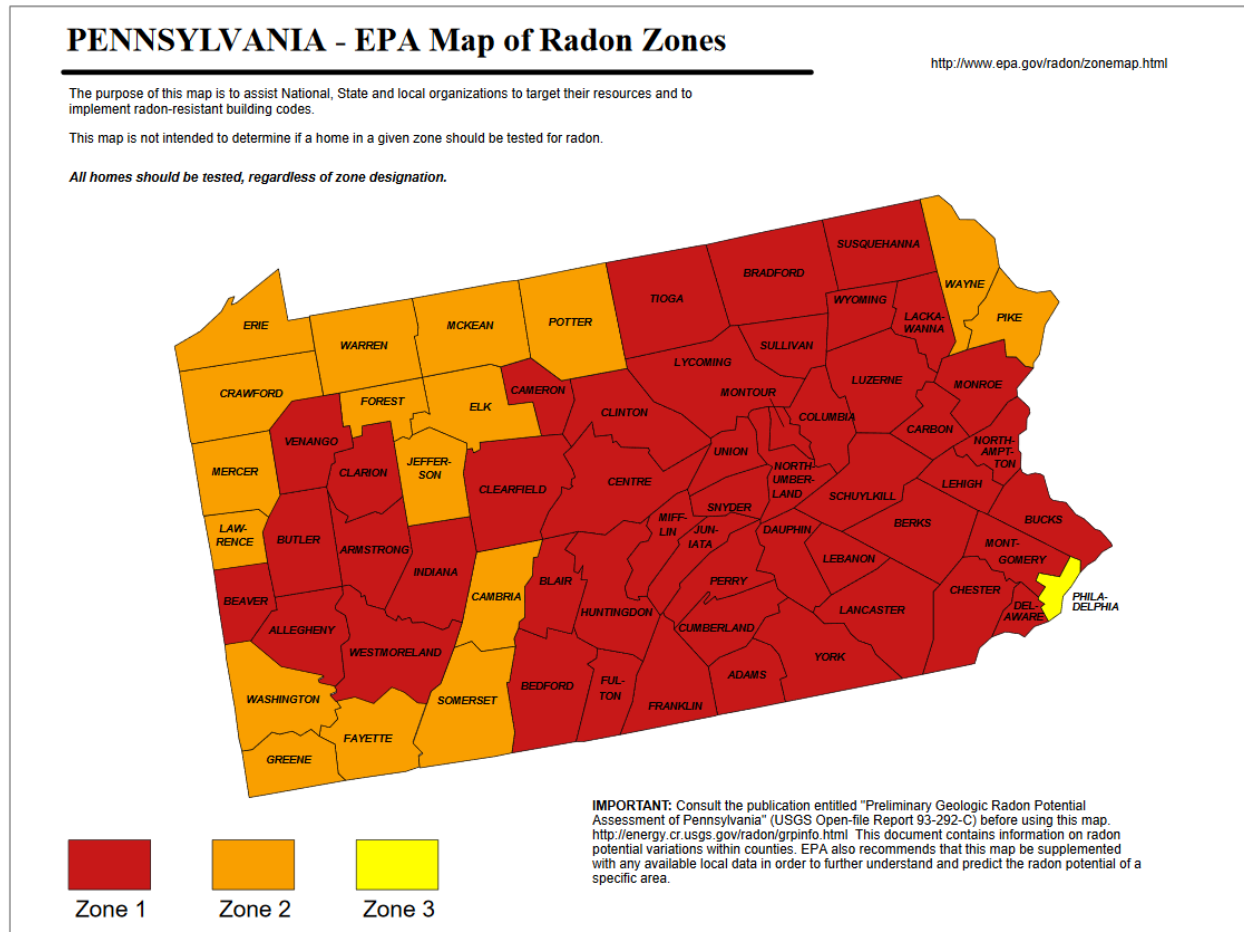 PENNSYLVANIA - EPA Map of Radon Zones
http://www.epa.gov/radon/zonemap.html
The purpose of this map is to assist National, State and local organizations to target their resources and to
implement radon-resistant building codes.
This map is not intended to determine if a home in a given zone should be tested for radon.
All homes should be tested, regardless of zone designation.
SUSQUEHANNA
BRADFORD
WAYNE
TIOGA
WYOMING
PIKE
LACKA-
WANNA
POTTER
ERIE
MCKEAN
WARREN
SULLIVAN
LYCOMING
LUZERNE
MONROE
CRAWFORD
CAMERON
MONTOUR
FOREST
ELK
CLINTON
COLUMBIA
CARBON
VENANGO
NORTH-
AMPT-
TON
UNION
MERCER
CLARION
JEFFER-
SON
CENTRE
NORTH
UMBER-
LAND
CLEARFIELD
LEHIGH
SCHUYLKILL
SNYDER
MIFF-
LIN
JUN-
IATA
DAUPHIN
BERKS
BUCKS
LAW-
RENCE
BUTLER
ARMSTRONG
MONT-
GOMERY
LEBANON
INDIANA
BLAIR
PERRY
CAMBRIA
CHESTER
PHILA-
DELPHIA
BEAVER
HUNTINGDON
LANCASTER
DEL-
AWARE
ALLEGHENY
CUMBERLAND
WESTMORELAND
YORK
ADAMS
BEDFORD
FUL-
TON
WASHINGTON
SOMERSET
FRANKLIN
FAYETTE
GREENE
IMPORTANT: Consult the publication entitled "Preliminary Geologic Radon Potential
Assessment of Pennsylvania" (USGS Open-file Report 93-292-C) before using this map.
http://energy.cr.usgs.gov/radon/grpinfo.html This document contains information on radon
potential variations within counties. EPA also recommends that this map be supplemented
with any available local data in order to further understand and predict the radon potential of a
specific area.
Zone 1
Zone 2
Zone 3